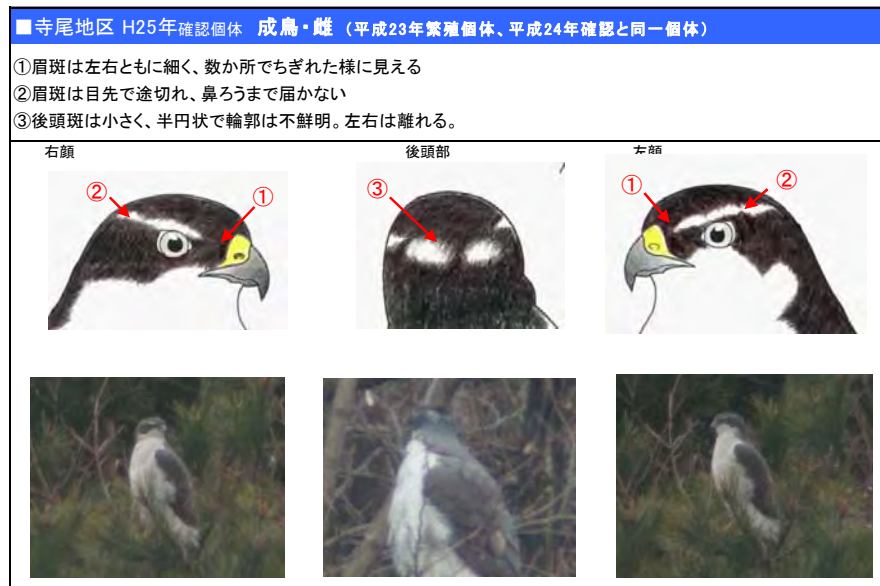 ■寺尾地区 H25年確認個体 成鳥・雌 (平成23年繁殖個体、平成24年確認と同一個体)
①眉斑は左右ともに細く、数か所でちぎれた様に見える
②眉斑は目先で途切れ、鼻ろうまで届かない
③後頭斑は小さく、半円状で輪郭は不鮮明。左右は離れる。
右顔 後頭部 左顔
② ① ③ ① ②